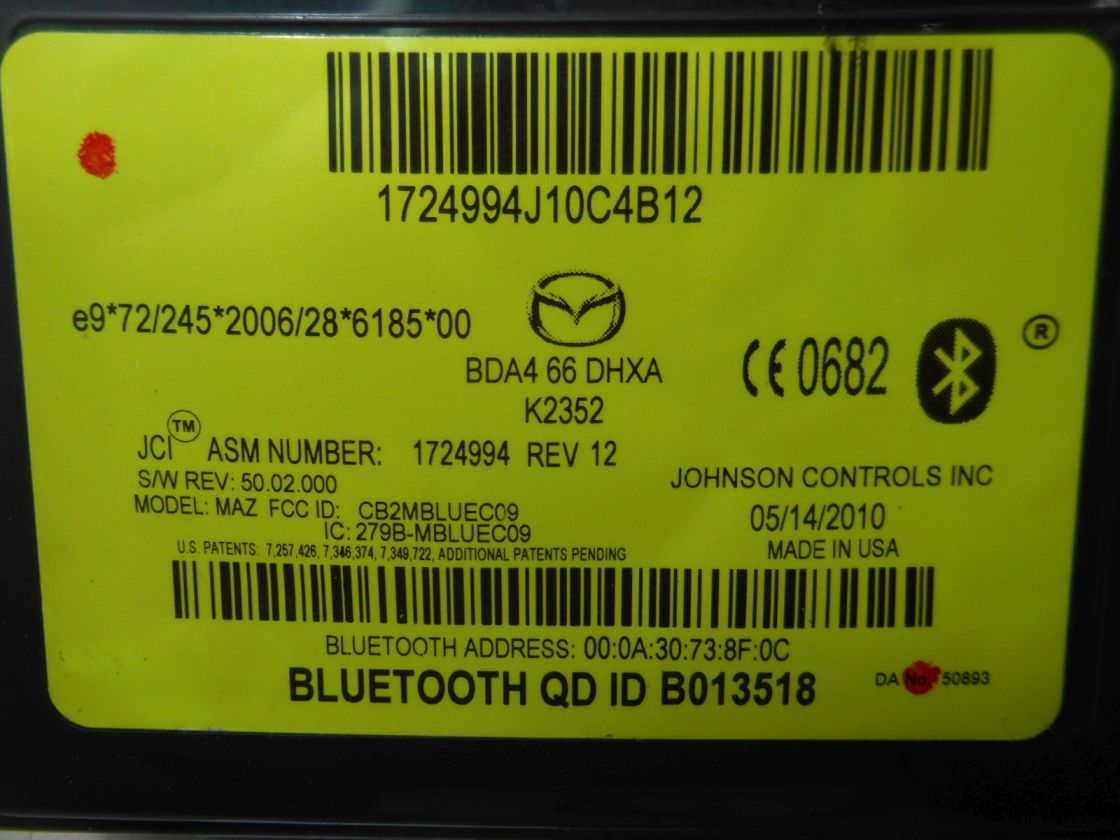 1724994J10C4B12
e9*72/245*2006/28*6185*00
BDA4 66 DHXA
K2352
CE 0682
®
JCI™ ASM NUMBER: 1724994 REV 12
S/W REV: 50.02.000
MODEL: MAZ FCC ID: CB2MBLUEC09
IC: 279B-MBLUEC09
JOHNSON CONTROLS INC
05/14/2010
MADE IN USA
U.S. PATENTS: 7,257,426, 7,346,374, 7,349,722, ADDITIONAL PATENTS PENDING
BLUETOOTH ADDRESS: 00:0A:30:73:8F:0C
BLUETOOTH QD ID B013518
DA No. 50893